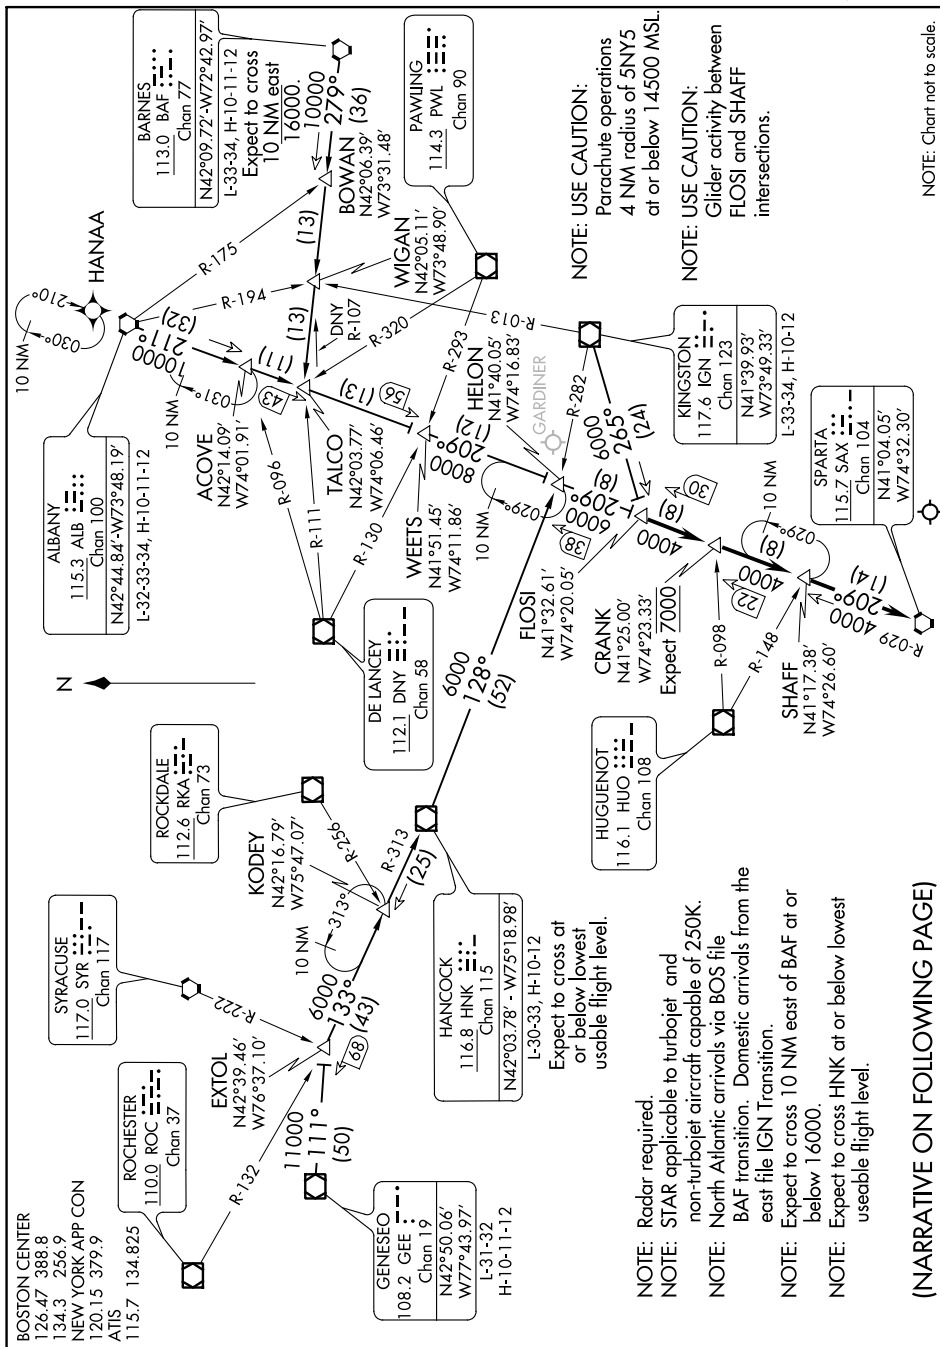 BOSTON CENTER
126.47 388.8
134.3 256.9
NEW YORK APP CON
120.15 379.9
ATIS
115.7 134.825
ROCHESTER
110.0 ROC
Chan 37
SYRACUSE
117.0 SYR
Chan 117
ROCKDALE
112.6 RKA
Chan 73
N
ALBANY
115.3 ALB
Chan 100
N42°44.84'-W73°48.19'
L-32-33-34, H-10-11-12
10 NM
210°
030°
HANAA
BARNES
113.0 BAF
Chan 77
N42°09.72'-W72°42.97'
L-33-34, H-10-11-12
Expect to cross
10 NM east
16000.
10000
279°
(36)
R-132
R-222
EXTOL
N42°39.46'
W76°37.10'
KODEY
N42°16.79'
W75°47.07'
R-256
10 NM
313°
11000
111°
(50)
68
6000
133°
(43)
R-313
(25)
GENESEO
108.2 GEE
Chan 19
N42°50.06'
W77°43.97'
L-31-32
H-10-11-12
HANCOCK
116.8 HNK
Chan 115
N42°03.78' - W75°18.98'
L-30-33, H-10-12
Expect to cross at
or below lowest
usable flight level.
DE LANCEY
112.1 DNY
Chan 58
R-096
R-111
R-130
6000
128°
(52)
10000
211°
(32)
10 NM
031°
ACOVE
N42°14.09'
W74°01.91'
(11)
43
R-175
R-194
(13)
(13)
BOWAN
N42°06.39'
W73°31.48'
WIGAN
N42°05.11'
W73°48.90'
DNY
R-107
TALCO
N42°03.77'
W74°06.46'
R-320
PAWLING
114.3 PWL
Chan 90
(13)
56
R-293
R-013
WEETS
N41°51.45'
W74°11.86'
8000
209°
(12)
10 NM
029°
HELON
N41°40.05'
W74°16.83'
GARDINER
R-282
38
6000
209°
(8)
FLOSI
N41°32.61'
W74°20.05'
6000
265°
(24)
KINGSTON
117.6 IGN
Chan 123
N41°39.93'
W73°49.33'
L-33-34, H-10-12
30
4000
(8)
CRANK
N41°25.00'
W74°23.33'
Expect 7000
R-098
22
4000
(8)
10 NM
029°
HUGUENOT
116.1 HUO
Chan 108
R-148
SHAFF
N41°17.38'
W74°26.60'
4000
209°
(14)
R-029
SPARTA
115.7 SAX
Chan 104
N41°04.05'
W74°32.30'
NOTE: USE CAUTION:
Parachute operations
4 NM radius of 5NY5
at or below 14500 MSL.
NOTE: USE CAUTION:
Glider activity between
FLOSI and SHAFF
intersections.
NOTE: Radar required.
NOTE: STAR applicable to turbojet and
non-turbojet aircraft capable of 250K.
NOTE: North Atlantic arrivals via BOS file
BAF transition. Domestic arrivals from the
east file IGN Transition.
NOTE: Expect to cross 10 NM east of BAF at or
below 16000.
NOTE: Expect to cross HNK at or below lowest
useable flight level.
(NARRATIVE ON FOLLOWING PAGE)
NOTE: Chart not to scale.